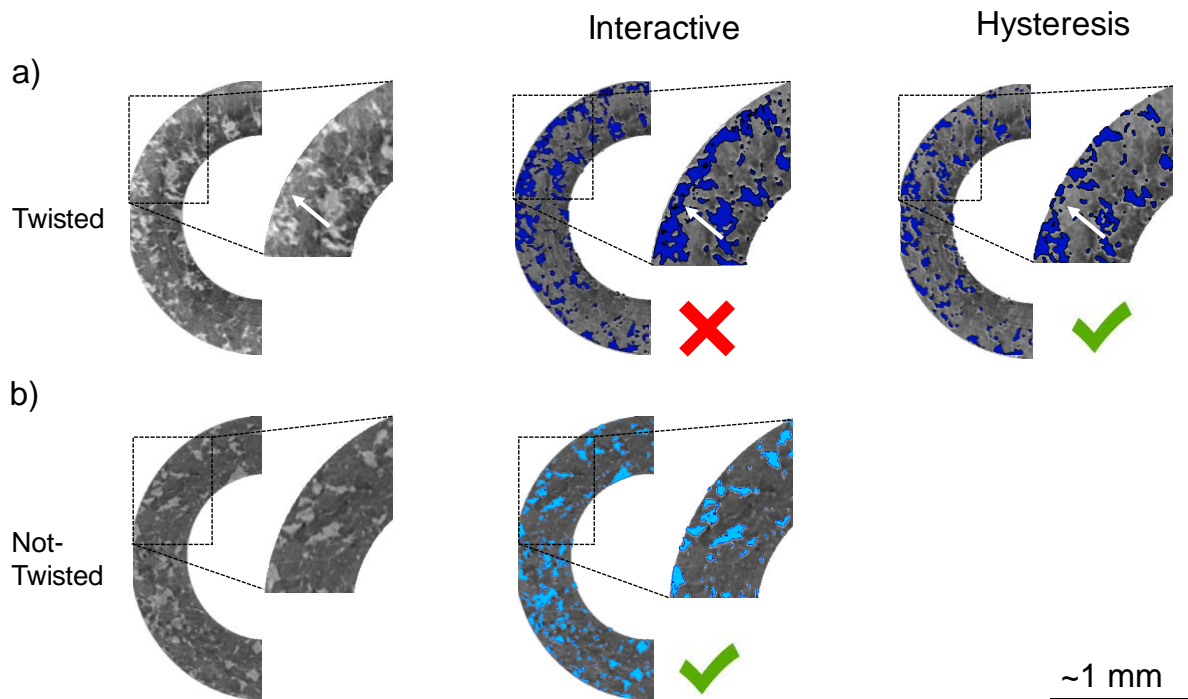 Interactive
Hysteresis
a)
Twisted
b)
Not-
Twisted
~1 mm